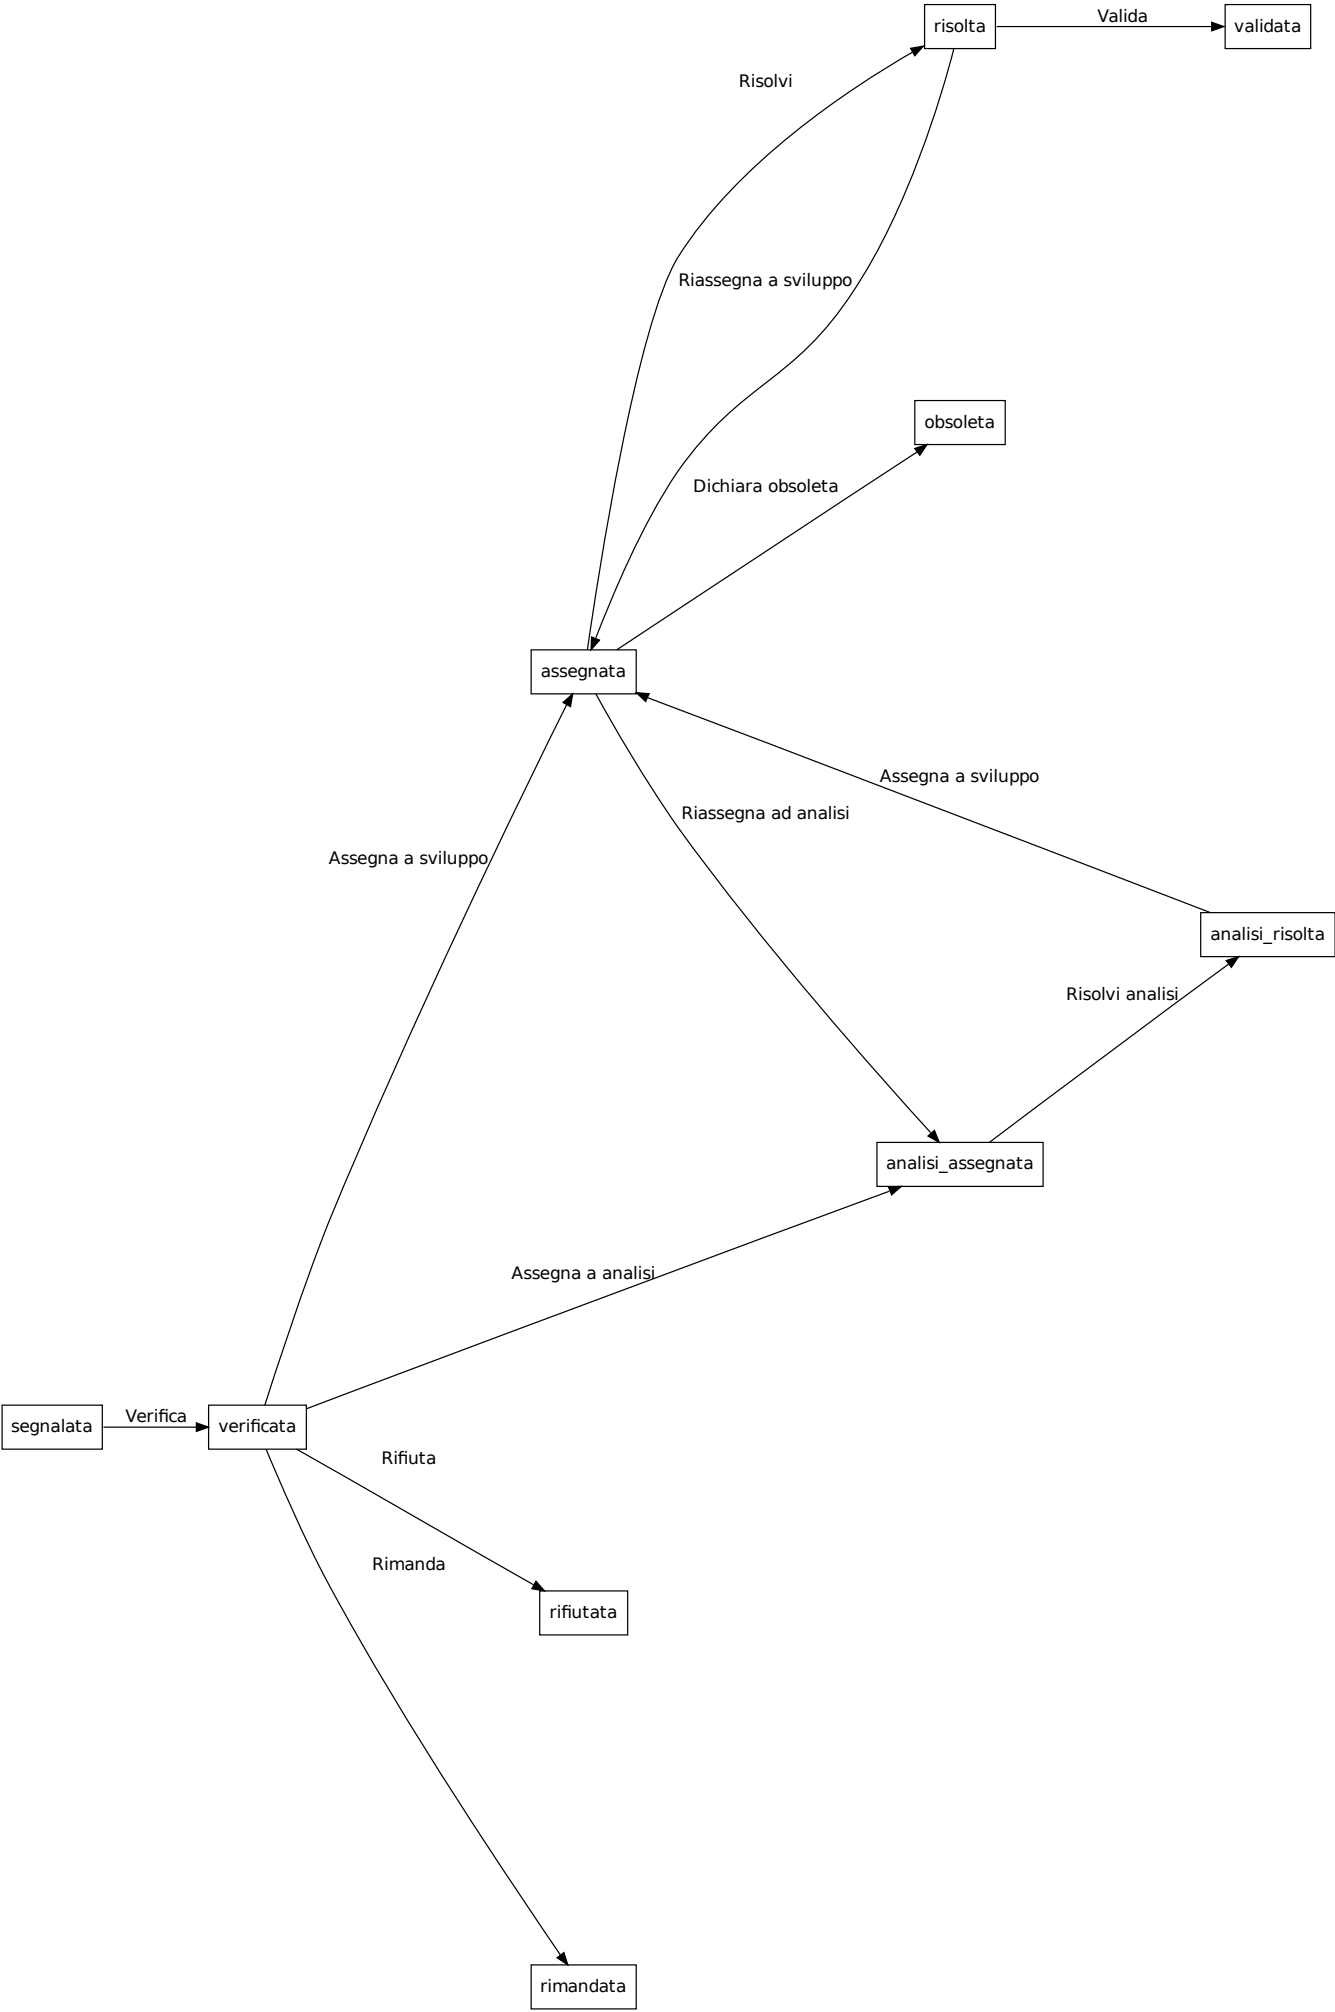 risolta
Valida
validata
Risolvi
Riassegna a sviluppo
obsoleta
Dichiara obsoleta
assegnata
Assegna a sviluppo
Riassegna ad analisi
Assegna a sviluppo
analisi_risolta
Risolvi analisi
analisi_assegnata
Assegna a analisi
segnalata
Verifica
verificata
Rifiuta
Rimanda
rifiutata
rimandata